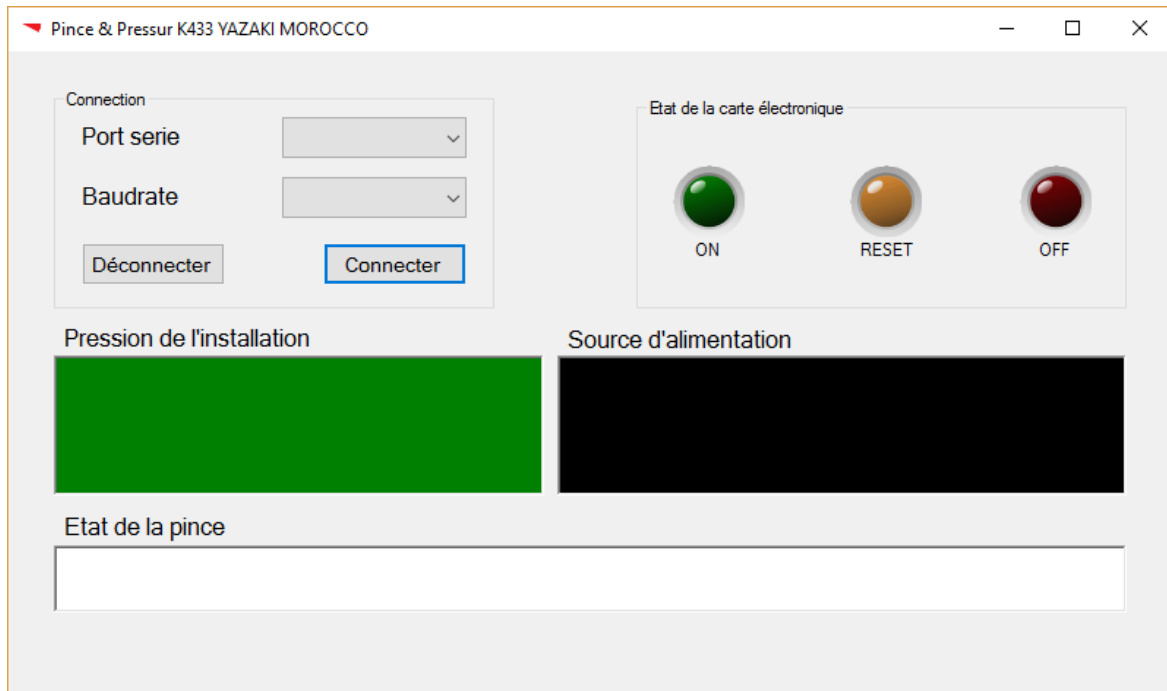 Pince & Pressur K433 YAZAKI MOROCCO
Connection
Port serie
Baudrate
Déconnecter
Connecter
Etat de la carte électronique
ON
RESET
OFF
Pression de l'installation
Source d'alimentation
Etat de la pince